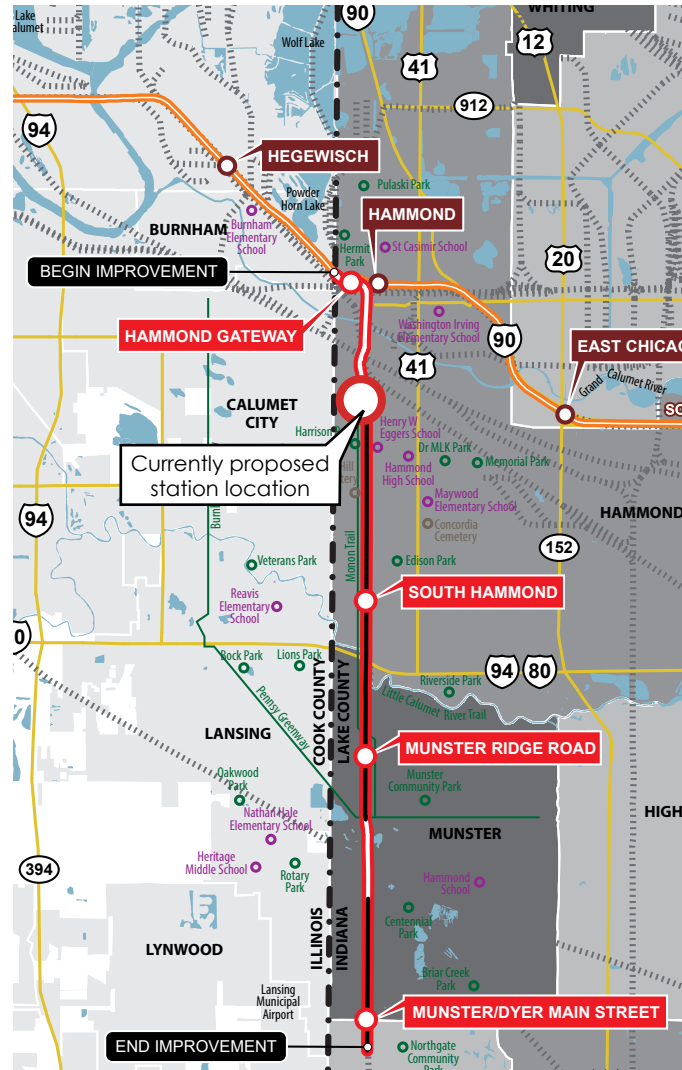 WHITING
Lake
Calumet
90
Wolf Lake
41
12
912
94
HEGEWISCH
Powder
Horn Lake
Pulaski Park
BURNHAM
Burnham
Elementary
School
HAMMOND
Hermit
Park
St Casimir School
20
BEGIN IMPROVEMENT
HAMMOND GATEWAY
Washington Irving
Elementary School
90
EAST CHICAG
41
Grand Calumet River
SO
CALUMET
CITY
Harrison
Henry W
Eggers School
Dr MLK Park
Memorial Park
Hammond
High School
Currently proposed
station location
Hill
tery
Maywood
Elementary School
HAMMOND
Concordia
Cemetery
94
Burn
Monon Trail
152
Veterans Park
Edison Park
Reavis
Elementary
School
SOUTH HAMMOND
0
Bock Park
Lions Park
COOK COUNTY
LAKE COUNTY
94
80
Riverside Park
Little Calumet
River Trail
Pennsy Greenway
LANSING
MUNSTER RIDGE ROAD
Oakwood
Park
Munster
Community Park
Nathan Hale
Elementary School
MUNSTER
HIGH
Heritage
Middle School
Rotary
Park
394
Hammond
School
Centennial
Park
ILLINOIS
INDIANA
LYNWOOD
Briar Creek
Park
Lansing
Municipal
Airport
MUNSTER/DYER MAIN STREET
END IMPROVEMENT
Northgate
Community
Park